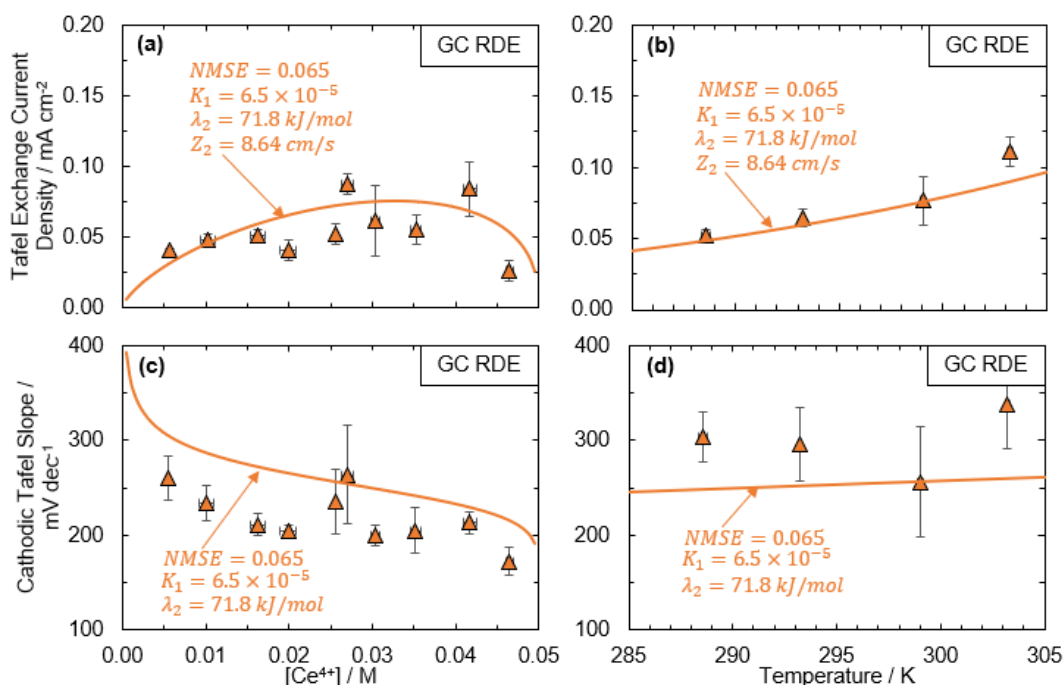 Tafel Exchange Current
Density / mA cm⁻²
0.20
0.15
0.10
0.05
0.00
(a)
GC RDE
NMSE = 0.065
K₁ = 6.5 × 10⁻⁵
λ₂ = 71.8 kJ/mol
Z₂ = 8.64 cm/s
0.20
0.15
0.10
0.05
0.00
(b)
GC RDE
NMSE = 0.065
K₁ = 6.5 × 10⁻⁵
λ₂ = 71.8 kJ/mol
Z₂ = 8.64 cm/s
Cathodic Tafel Slope /
mV dec⁻¹
400
300
200
100
(c)
GC RDE
NMSE = 0.065
K₁ = 6.5 × 10⁻⁵
λ₂ = 71.8 kJ/mol
0.00 0.01 0.02 0.03 0.04 0.05
[Ce⁴⁺] / M
400
300
200
100
(d)
GC RDE
NMSE = 0.065
K₁ = 6.5 × 10⁻⁵
λ₂ = 71.8 kJ/mol
285 290 295 300 305
Temperature / K